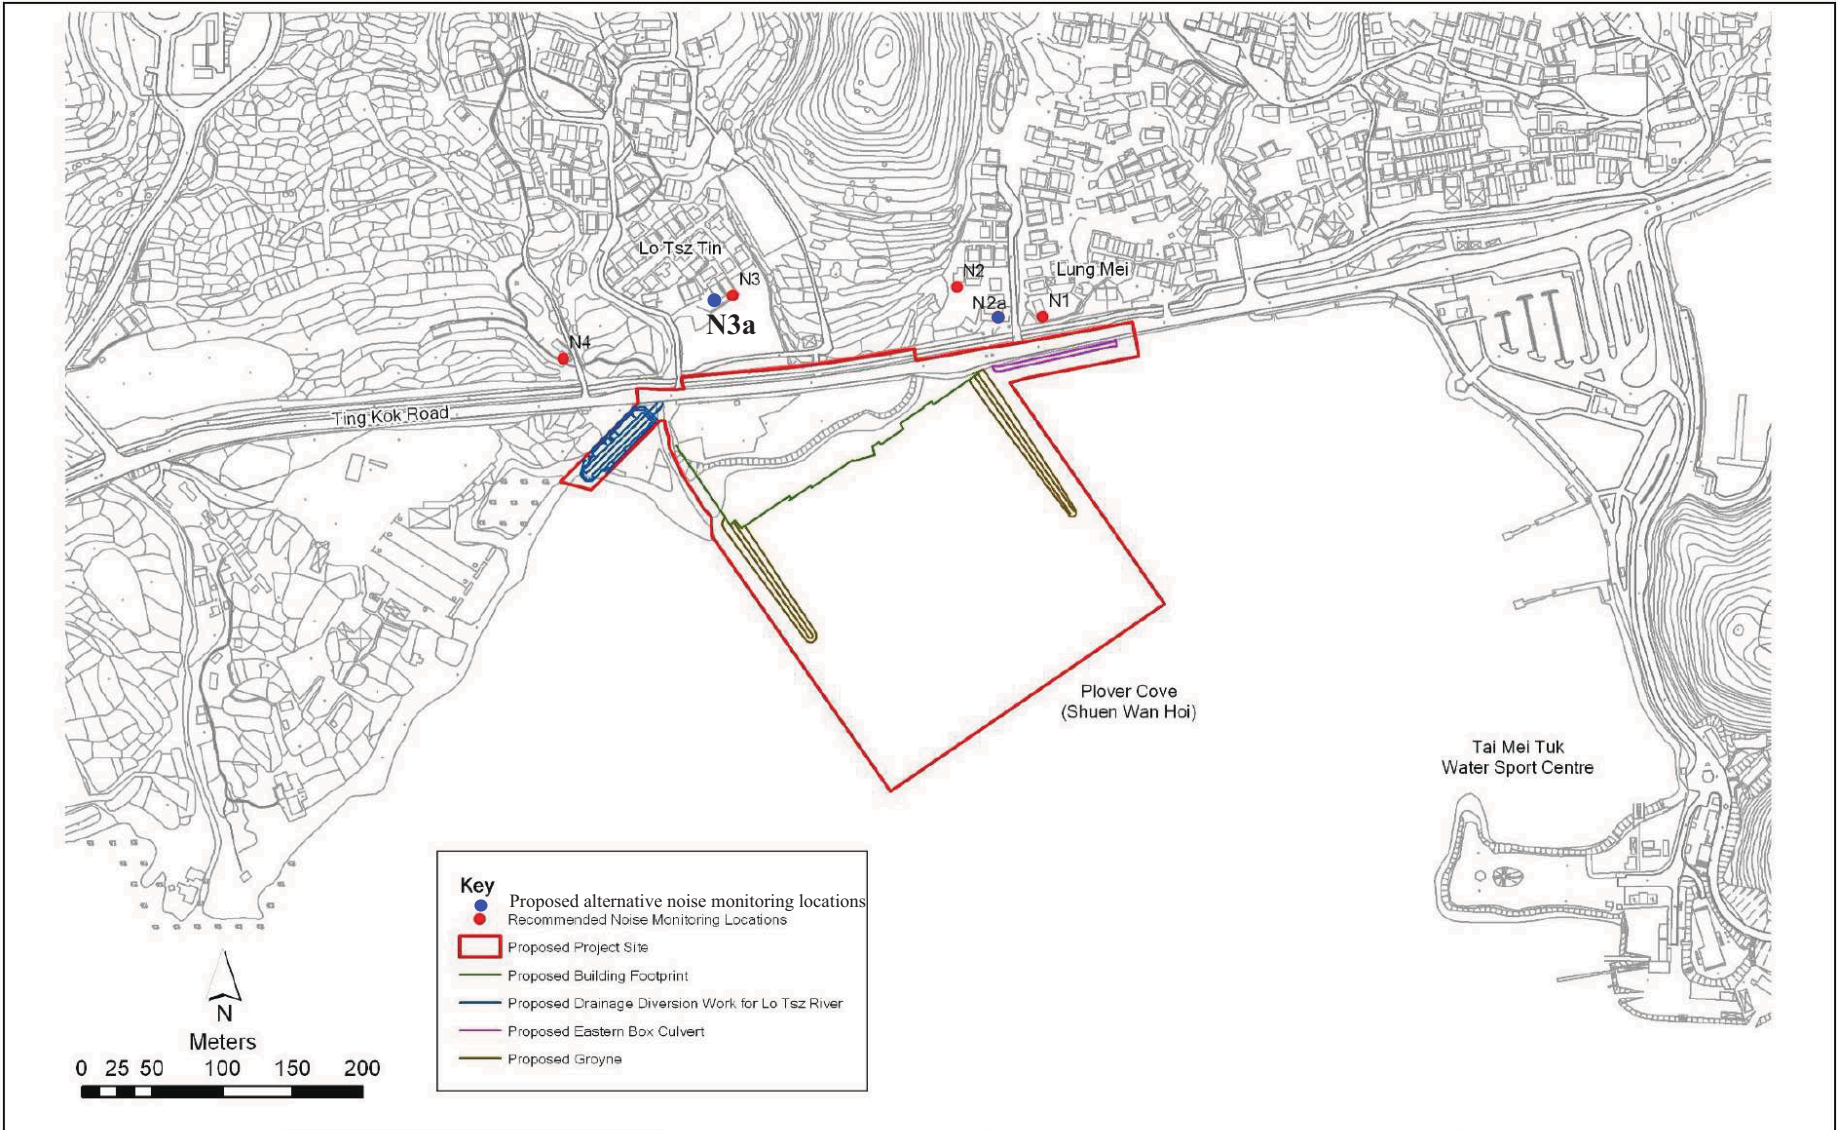 Lo Tsz Tin
N3
N3a
N2
Lung Mei
N2a
N1
N4
Ting Kok Road
Plover Cove
(Shuen Wan Hoi)
Tai Mei Tuk
Water Sport Centre
Key
Proposed alternative noise monitoring locations
Recommended Noise Monitoring Locations
Proposed Project Site
Proposed Building Footprint
Proposed Drainage Diversion Work for Lo Tsz River
Proposed Eastern Box Culvert
Proposed Groyne
N
Meters
0 25 50 100 150 200